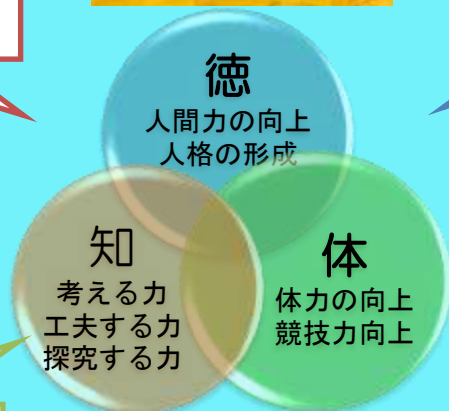 徳
人間力の向上
人格の形成
知
考える力
工夫する力
探究する力
体
体力の向上
競技力向上